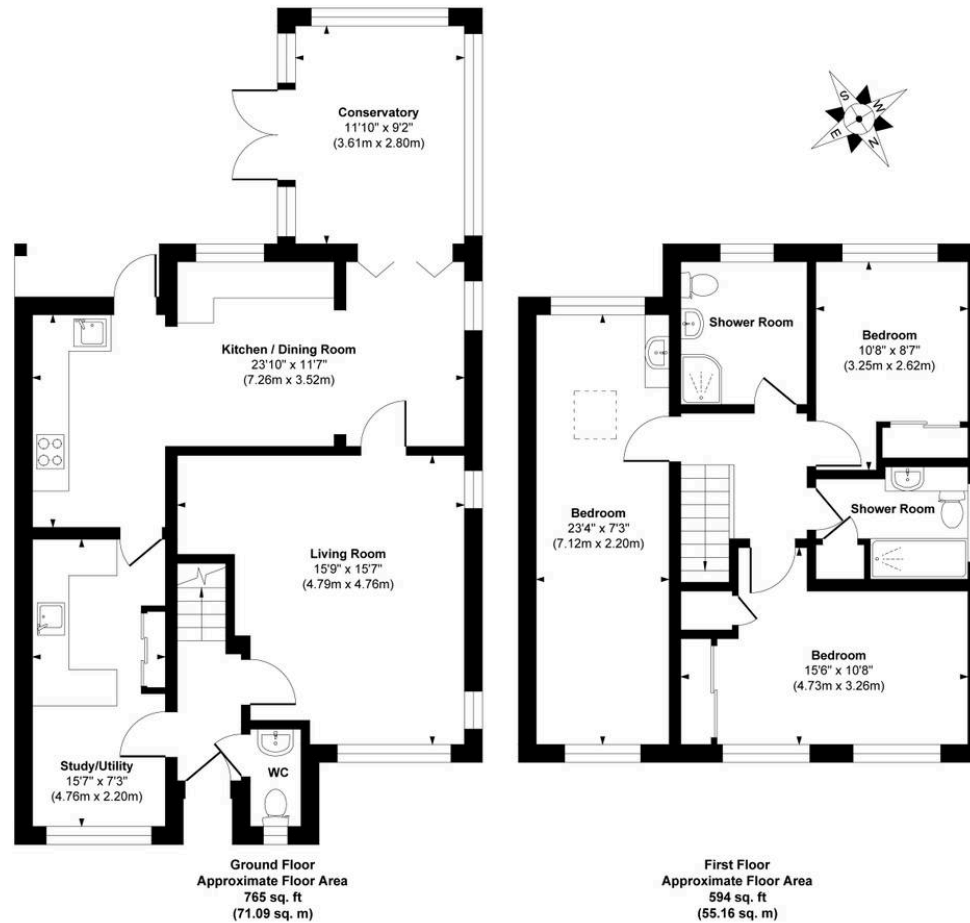 Conservatory
11'10" x 9'2"
(3.61m x 2.80m)
S
W
E
N
Kitchen / Dining Room
23'10" x 11'7"
(7.26m x 3.52m)
Living Room
15'9" x 15'7"
(4.79m x 4.76m)
Study/Utility
15'7" x 7'3"
(4.76m x 2.20m)
WC
Ground Floor
Approximate Floor Area
765 sq. ft
(71.09 sq. m)
Shower Room
Bedroom
10'8" x 8'7"
(3.25m x 2.62m)
Bedroom
23'4" x 7'3"
(7.12m x 2.20m)
Shower Room
Bedroom
15'6" x 10'8"
(4.73m x 3.26m)
First Floor
Approximate Floor Area
594 sq. ft
(55.16 sq. m)